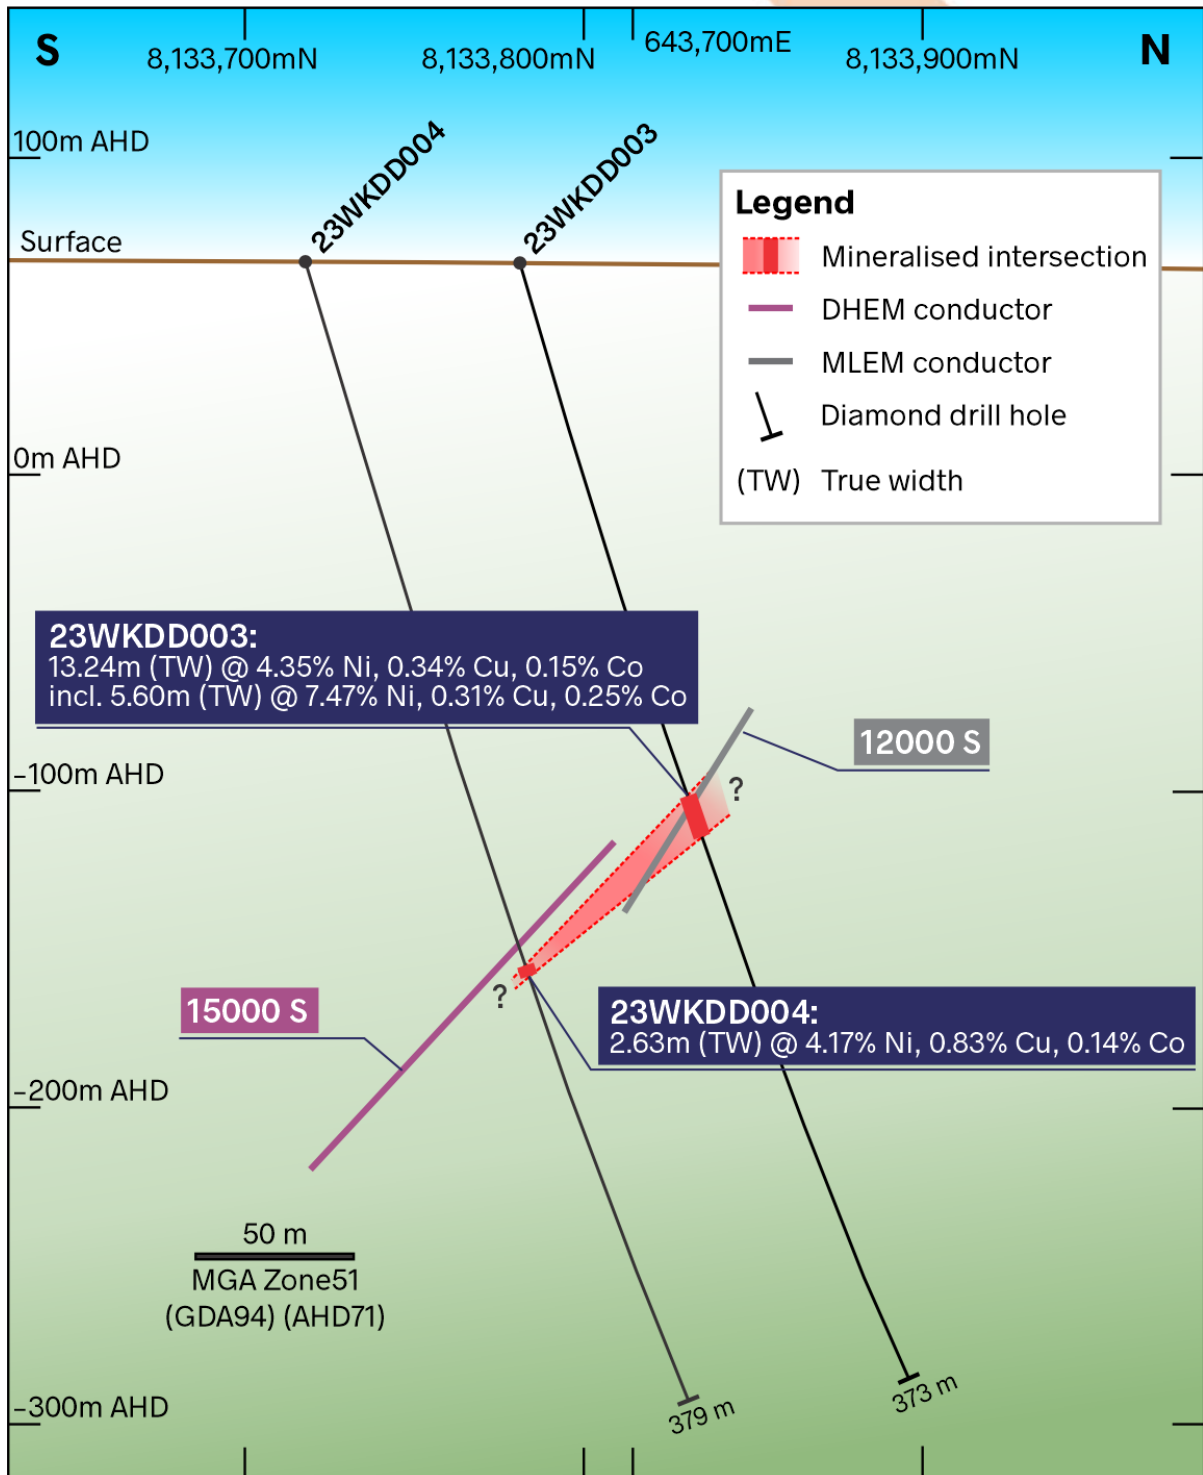 S
8,133,700mN
8,133,800mN
643,700mE
8,133,900mN
N
100m AHD
23WKDD004
23WKDD003
Surface
Legend
Mineralised intersection
DHEM conductor
MLEM conductor
Diamond drill hole
(TW) True width
0m AHD
23WKDD003:
13.24m (TW) @ 4.35% Ni, 0.34% Cu, 0.15% Co
incl. 5.60m (TW) @ 7.47% Ni, 0.31% Cu, 0.25% Co
12000 S
-100m AHD
?
?
15000 S
23WKDD004:
2.63m (TW) @ 4.17% Ni, 0.83% Cu, 0.14% Co
-200m AHD
50 m
MGA Zone51
(GDA94) (AHD71)
-300m AHD
379 m
373 m